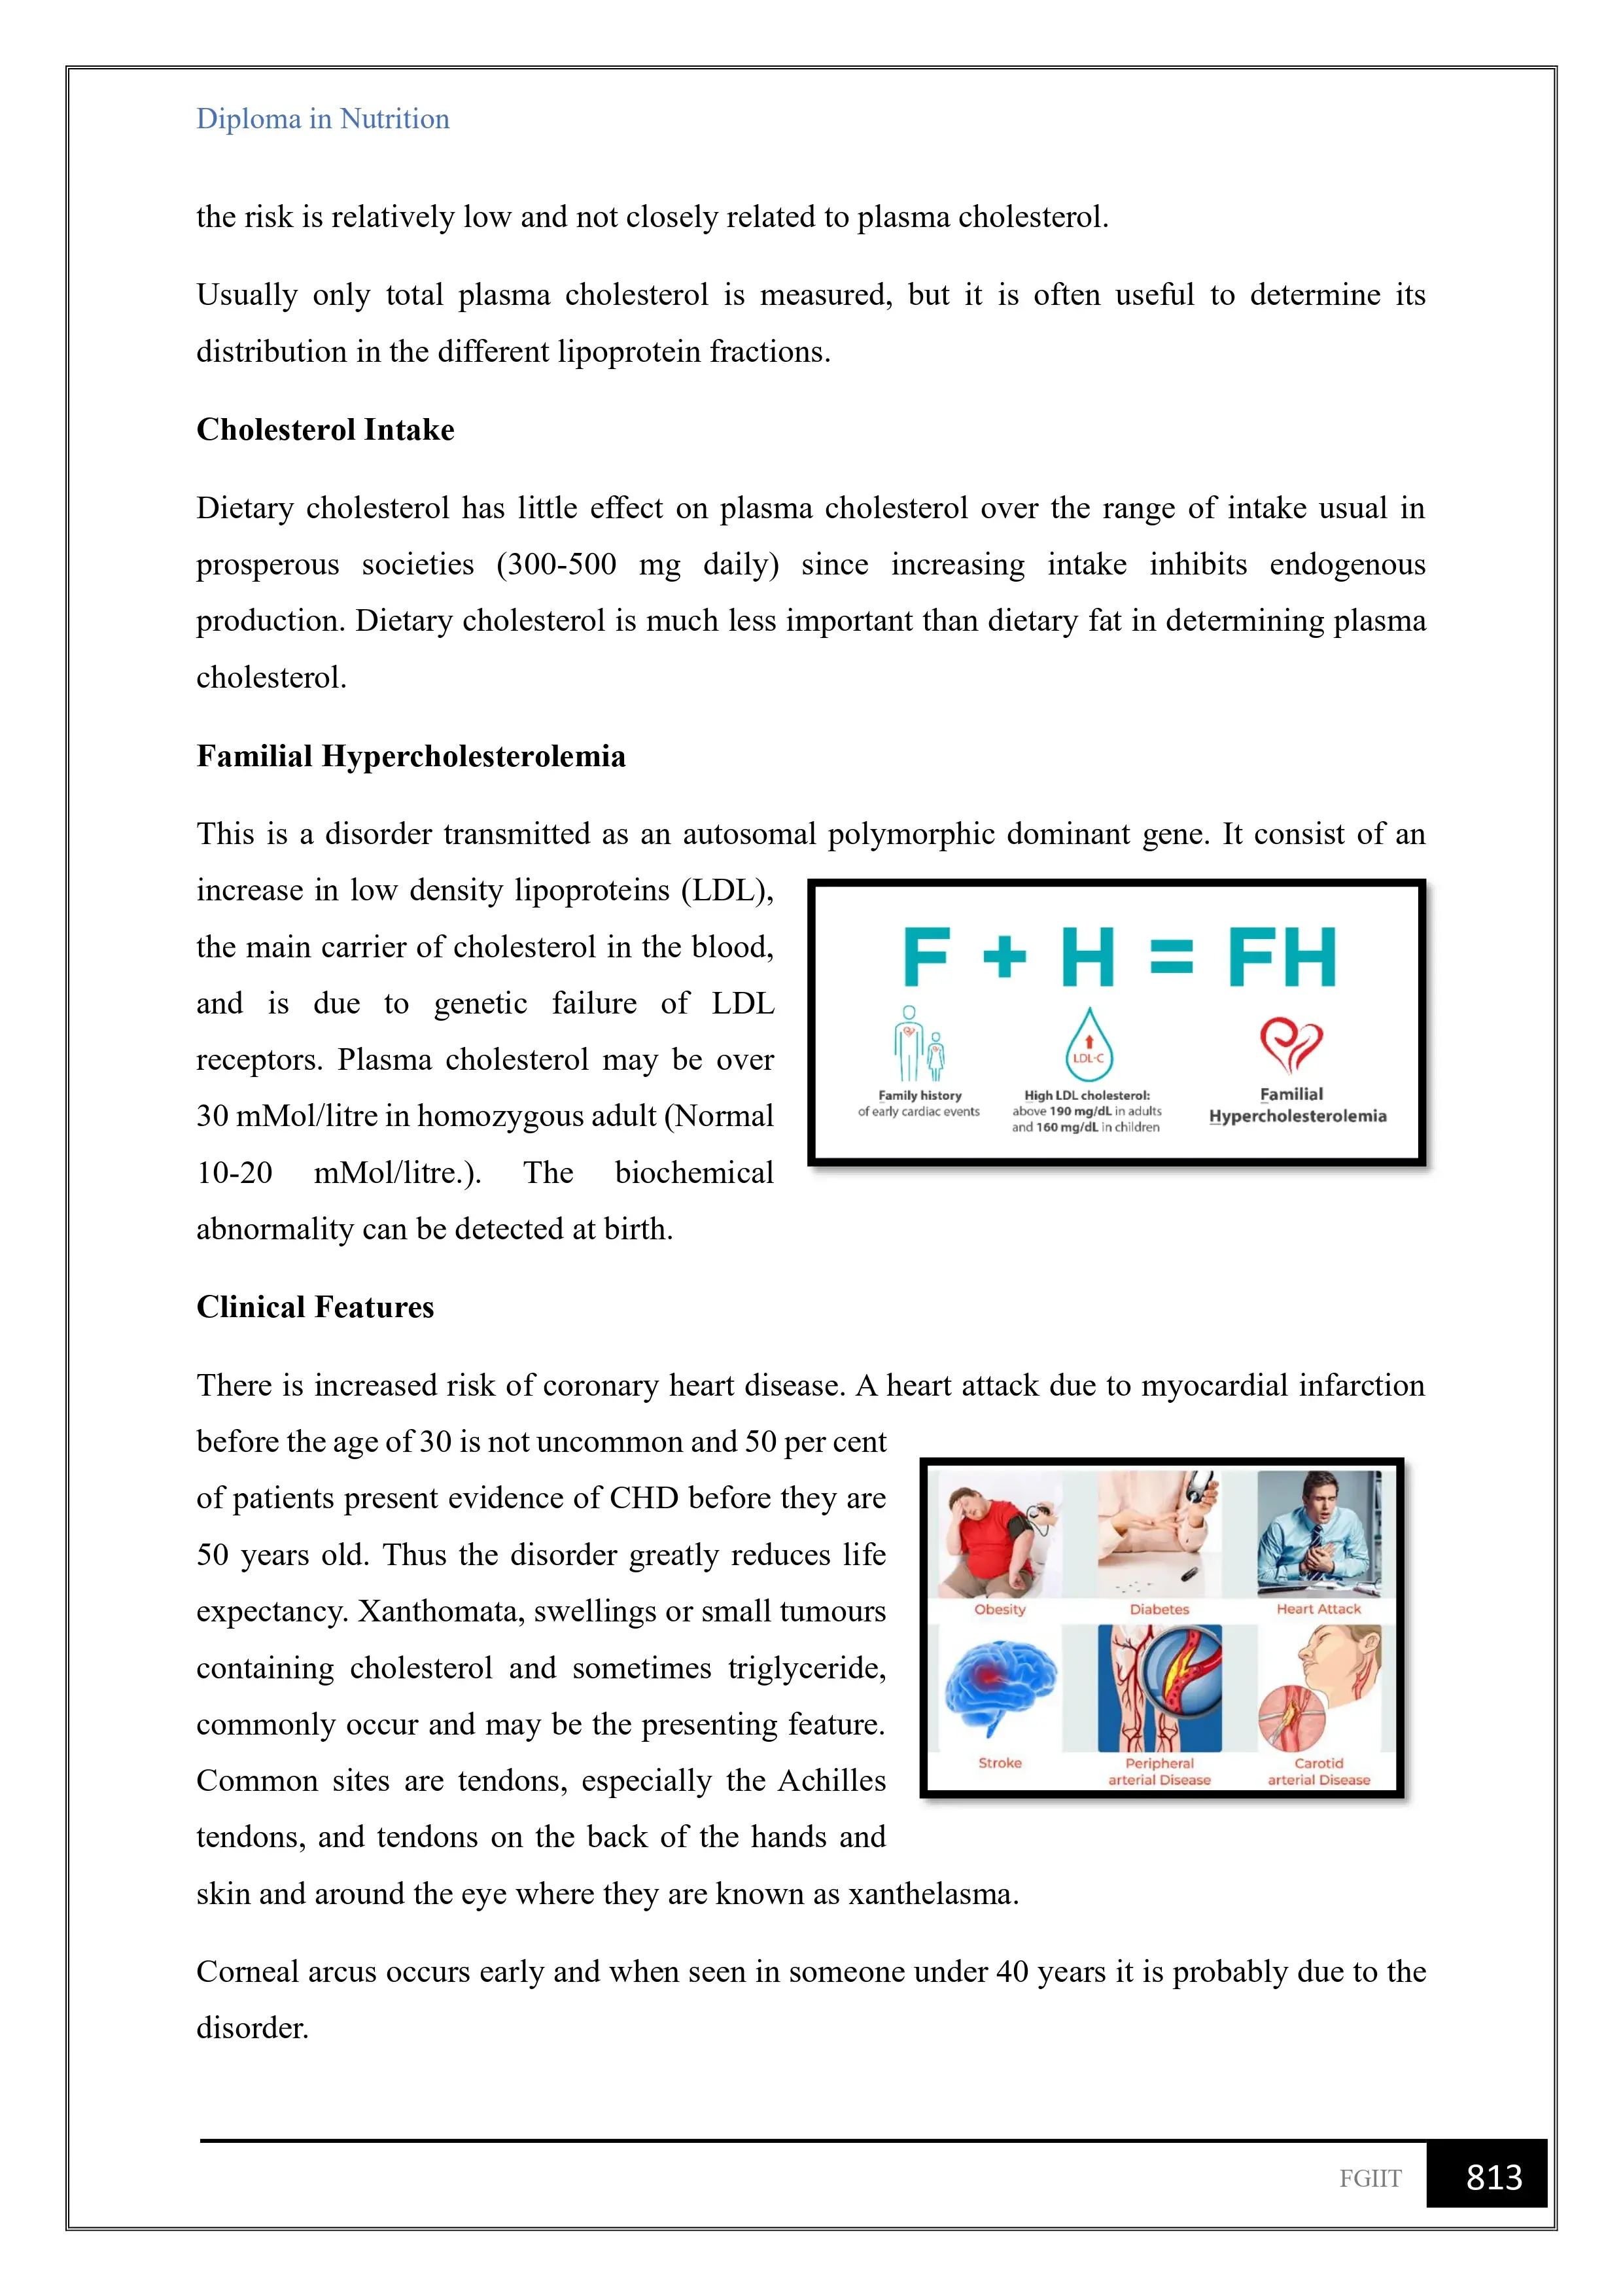 Diploma in Nutrition
the risk is relatively low and not closely related to plasma cholesterol.
Usually only total plasma cholesterol is measured, but it is often useful to determine its
distribution in the different lipoprotein fractions.
Cholesterol Intake
Dietary cholesterol has little effect on plasma cholesterol over the range of intake usual in
prosperous societies (300-500 mg daily) since increasing intake inhibits endogenous
production. Dietary cholesterol is much less important than dietary fat in determining plasma
cholesterol.
Familial Hypercholesterolemia
This is a disorder transmitted as an autosomal polymorphic dominant gene. It consist of an
increase in low density lipoproteins (LDL),
the main carrier of cholesterol in the blood,
and is due to genetic failure of LDL
receptors. Plasma cholesterol may be over
30 mMol/litre in homozygous adult (Normal
10-20 mMol/litre.). The biochemical
abnormality can be detected at birth.
F + H = FH
LDL-C
Family history
of early cardiac events
High LDL cholesterol:
above 190 mg/dL in adults
and 160 mg/dL in children
Familial
Hypercholesterolemia
Clinical Features
There is increased risk of coronary heart disease. A heart attack due to myocardial infarction
before the age of 30 is not uncommon and 50 per cent
of patients present evidence of CHD before they are
50 years old. Thus the disorder greatly reduces life
expectancy. Xanthomata, swellings or small tumours
containing cholesterol and sometimes triglyceride,
commonly occur and may be the presenting feature.
Common sites are tendons, especially the Achilles
tendons, and tendons on the back of the hands and
skin and around the eye where they are known as xanthelasma.
Obesity
Diabetes
Heart Attack
Stroke
Peripheral
arterial Disease
Carotid
arterial Disease
Corneal arcus occurs early and when seen in someone under 40 years it is probably due to the
disorder.
FGIIT
813